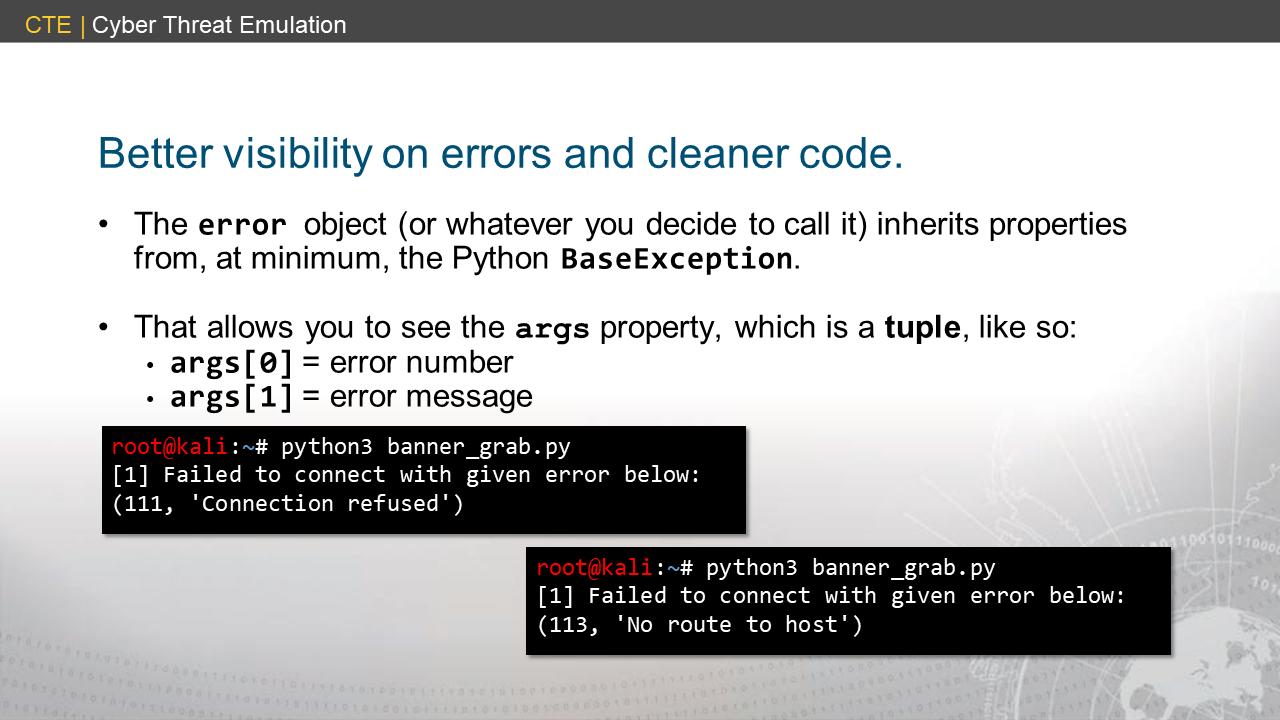 CTE | Cyber Threat Emulation
Better visibility on errors and cleaner code.
• The error object (or whatever you decide to call it) inherits properties
from, at minimum, the Python BaseException.
• That allows you to see the args property, which is a tuple, like so:
• args[0] = error number
• args[1] = error message
root@kali:~# python3 banner_grab.py
[1] Failed to connect with given error below:
(111, 'Connection refused')
root@kali:~# python3 banner_grab.py
[1] Failed to connect with given error below:
(113, 'No route to host')